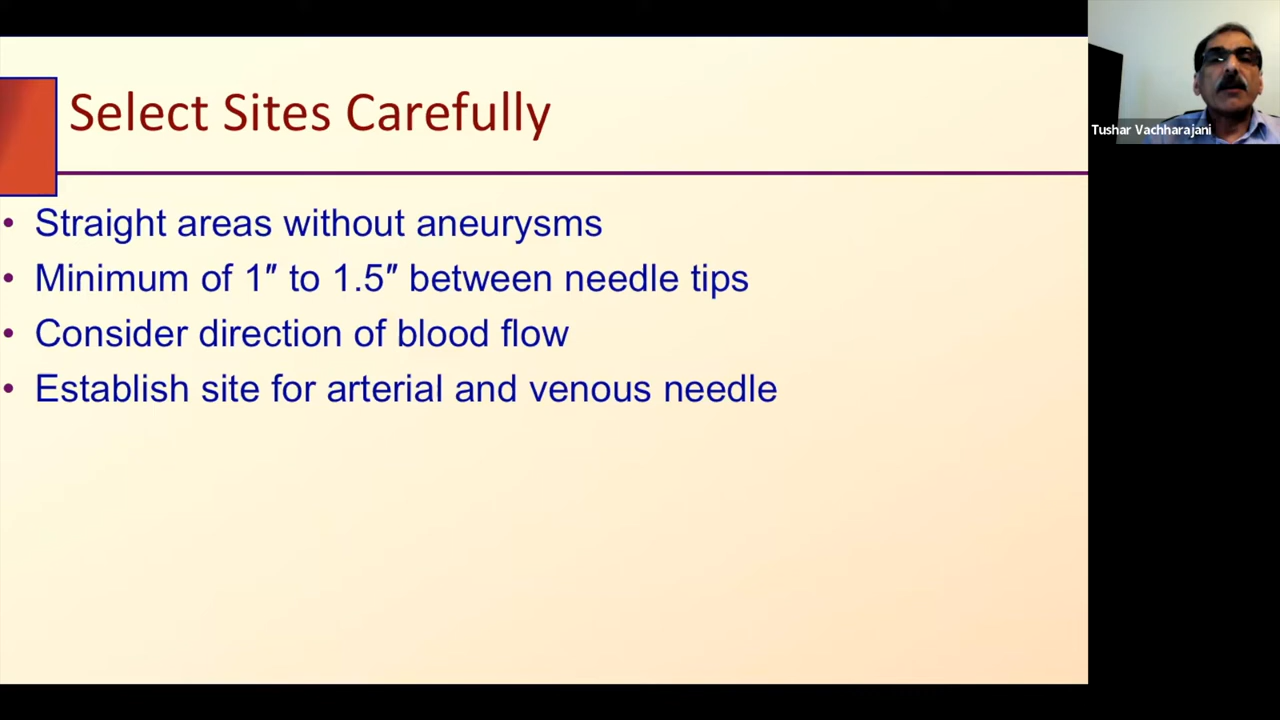 Select Sites Carefully
Tushar Vachharajani
• Straight areas without aneurysms
• Minimum of 1″ to 1.5″ between needle tips
• Consider direction of blood flow
• Establish site for arterial and venous needle